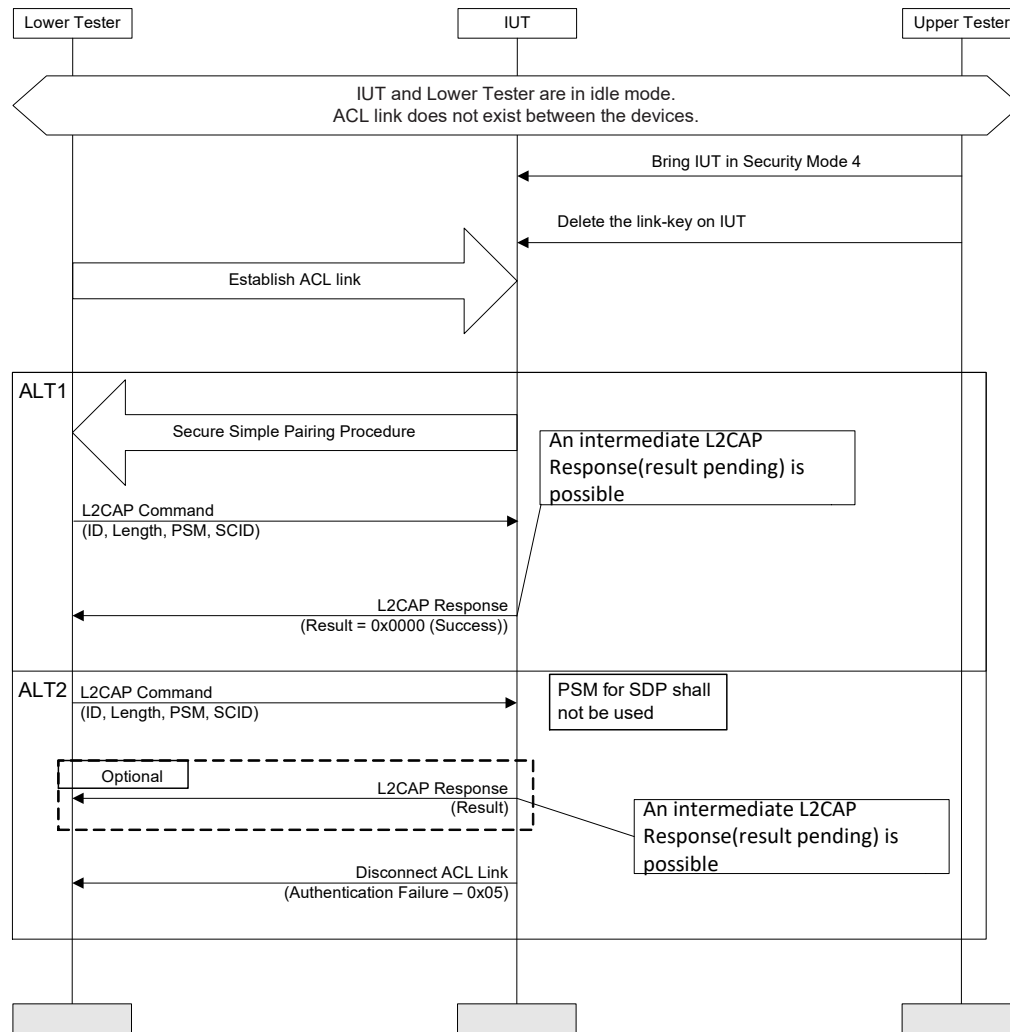 Lower Tester
IUT
Upper Tester
IUT and Lower Tester are in idle mode.
ACL link does not exist between the devices.
Bring IUT in Security Mode 4
Delete the link-key on IUT
Establish ACL link
ALT1
Secure Simple Pairing Procedure
An intermediate L2CAP
Response(result pending) is
possible
L2CAP Command
(ID, Length, PSM, SCID)
L2CAP Response
(Result = 0x0000 (Success))
ALT2
L2CAP Command
(ID, Length, PSM, SCID)
PSM for SDP shall
not be used
Optional
L2CAP Response
(Result)
An intermediate L2CAP
Response(result pending) is
possible
Disconnect ACL Link
(Authentication Failure – 0x05)